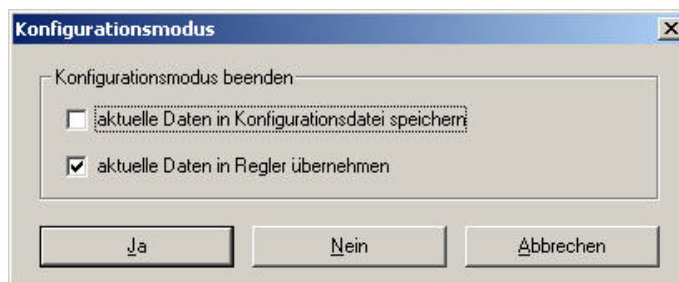 Konfigurationsmodus
Konfigurationsmodus beenden
aktuelle Daten in Konfigurationsdatei speichern
aktuelle Daten in Regler übernehmen
Ja Nein Abbrechen